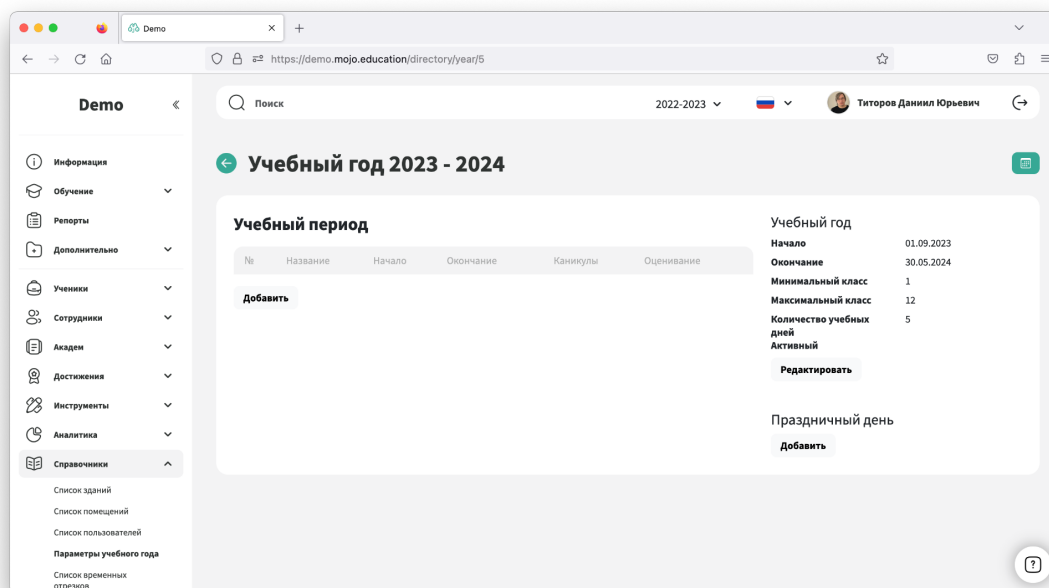 Demo
https://demo.mojo.education/directory/year/5
Demo
Поиск
2022-2023
Титоров Даниил Юрьевич
Информация
Обучение
Репорты
Дополнительно
Ученики
Сотрудники
Академ
Достижения
Инструменты
Аналитика
Справочники
Список зданий
Список помещений
Список пользователей
Параметры учебного года
Список временных
отрезков
Учебный год 2023 - 2024
Учебный период
№ Название Начало Окончание Каникулы Оценивание
Добавить
Учебный год
Начало 01.09.2023
Окончание 30.05.2024
Минимальный класс 1
Максимальный класс 12
Количество учебных 5
дней
Активный
Редактировать
Праздничный день
Добавить
?